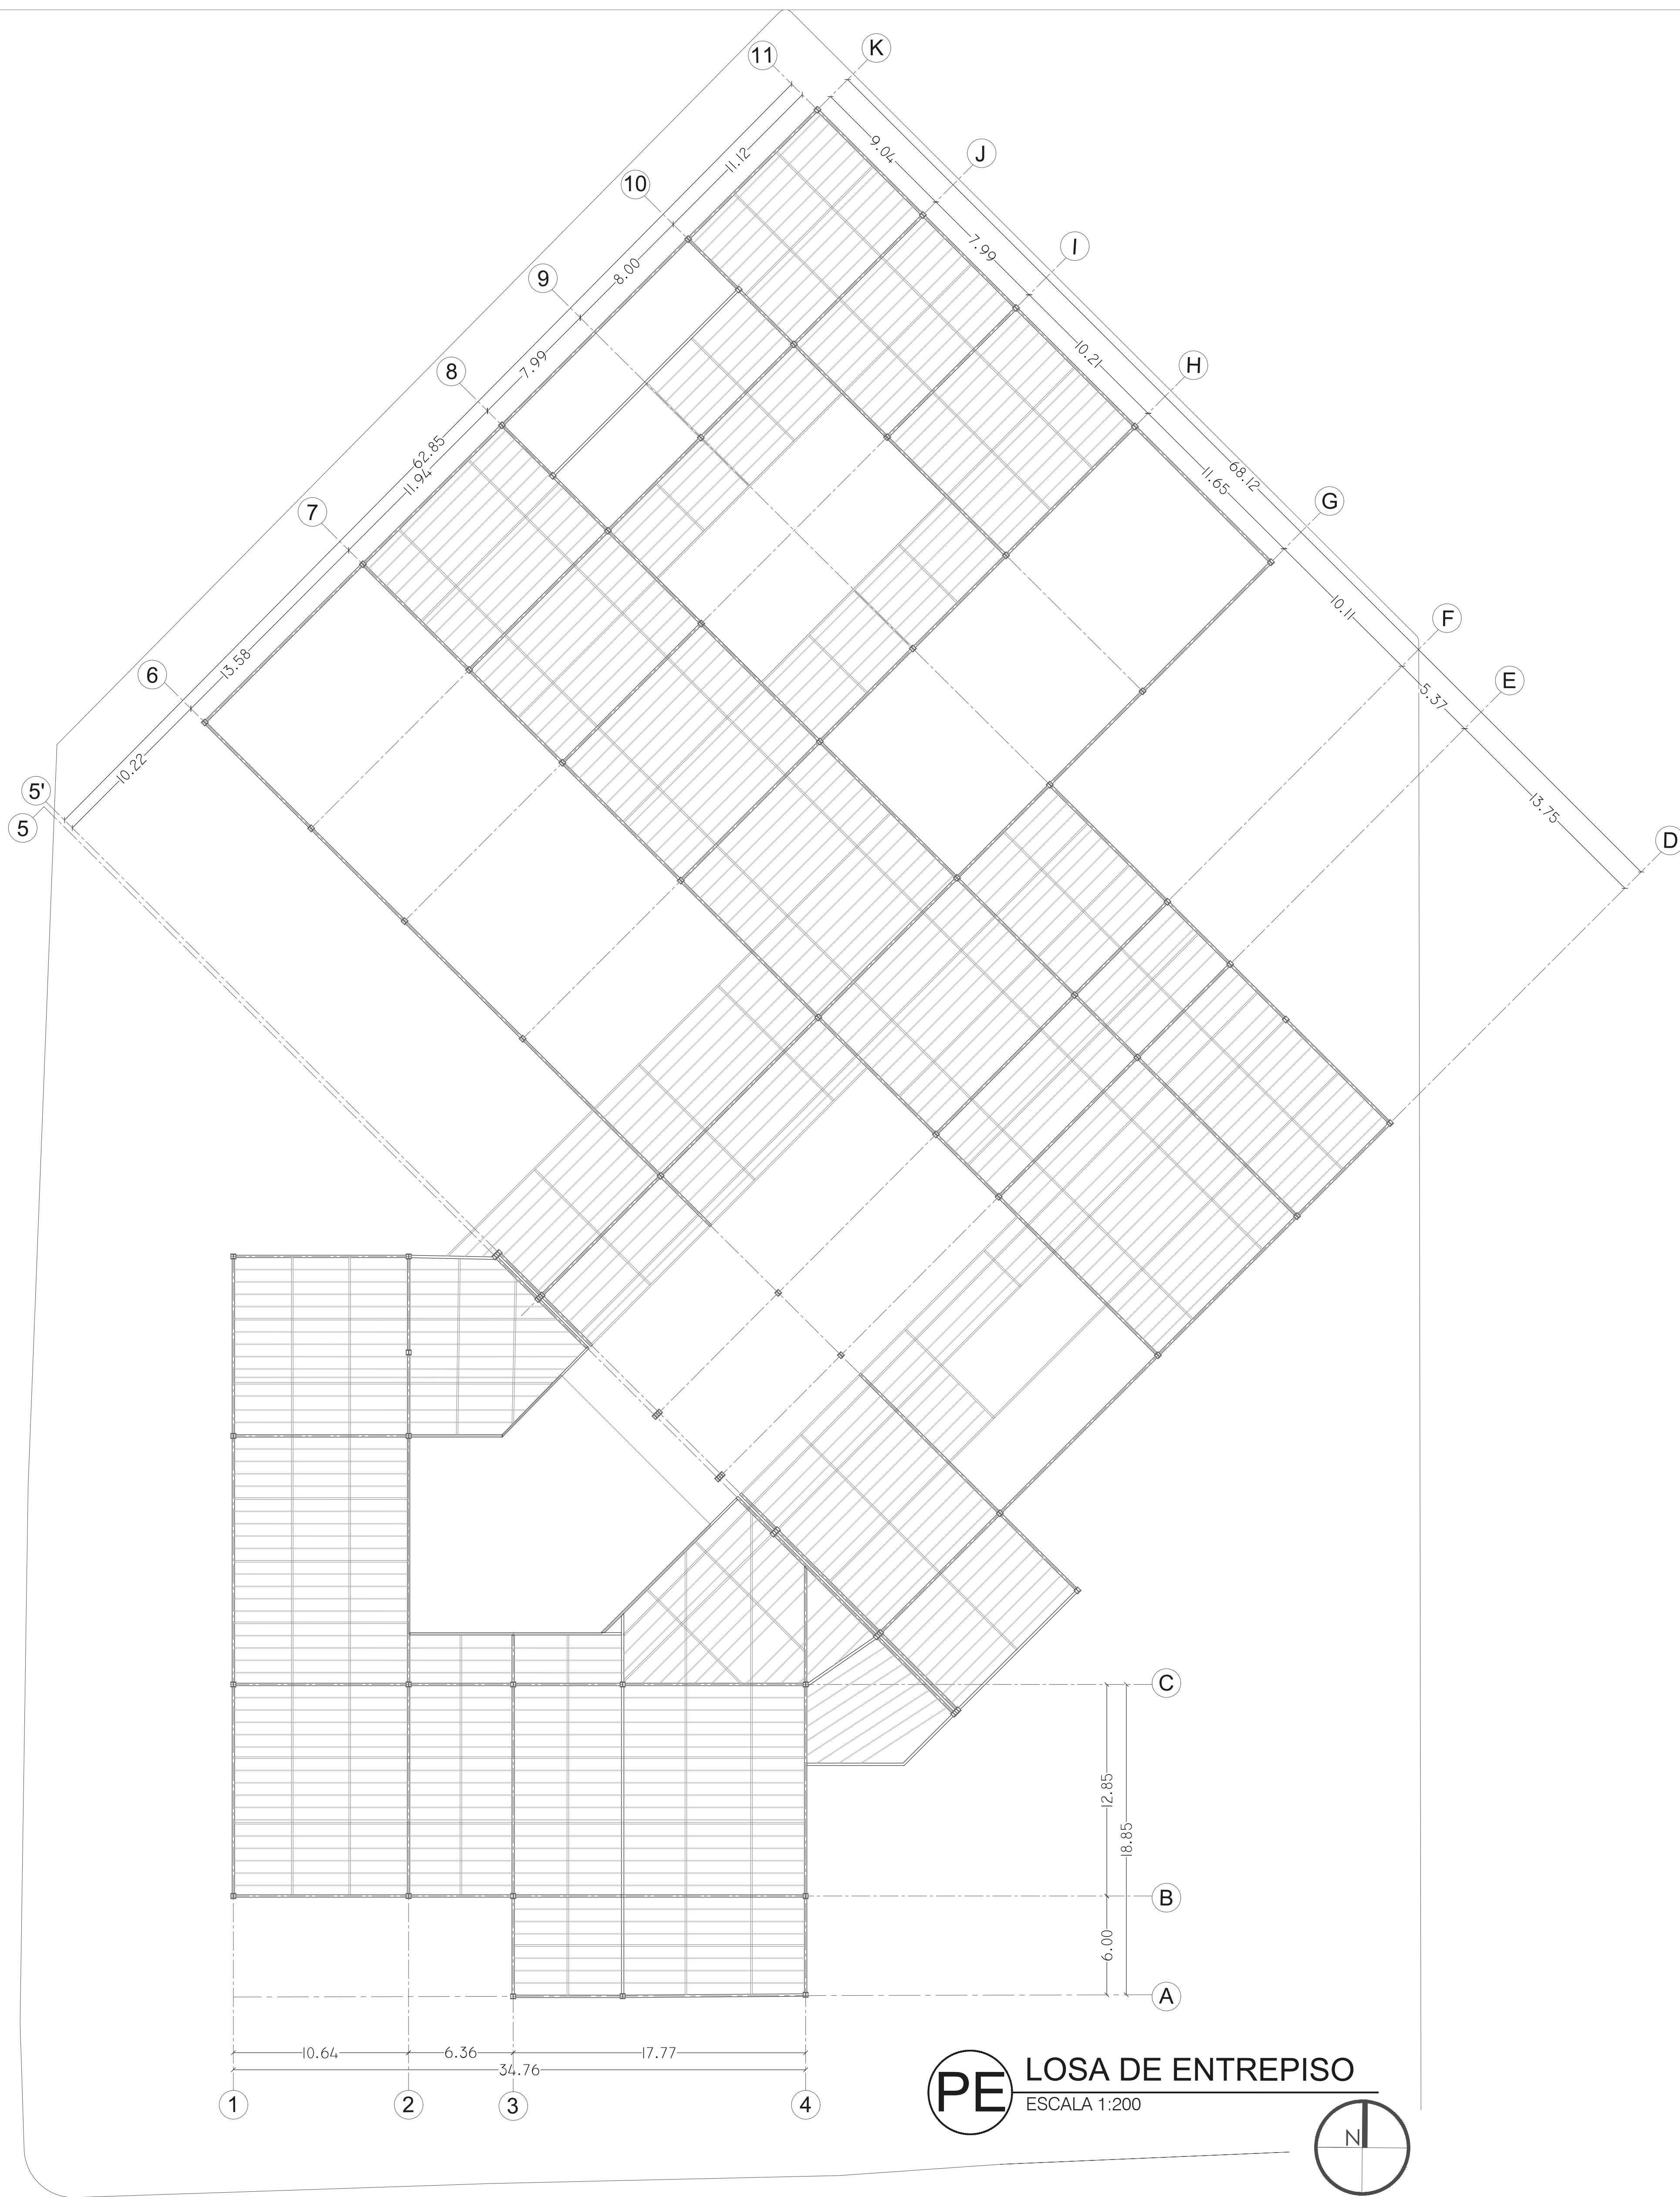 11
K
9.04
11.12
J
10
7.99
I
8.00
9
10.21
H
7.99
8
62.85
11.94
11.65
68.12
G
7
10.11
F
13.58
E
6
5.37
10.22
13.75
5'
5
D
C
12.85
18.85
B
6.00
A
10.64
6.36
17.77
34.76
1
2
3
4
PE
LOSA DE ENTREPISO
ESCALA 1:200
N